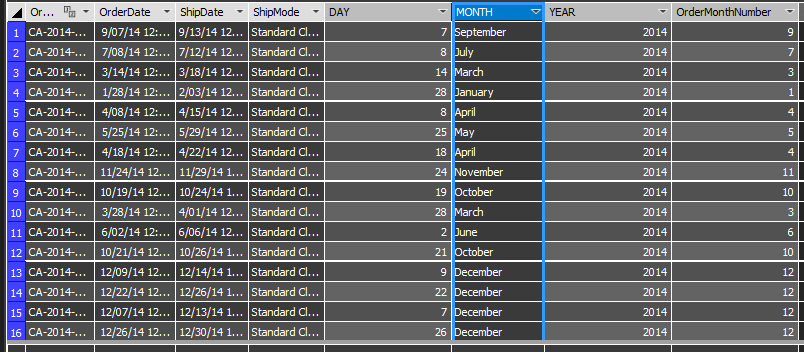 Or... OrderDate ShipDate ShipMode DAY MONTH YEAR OrderMonthNumber
1 CA-2014-... 9/07/14 12:... 9/13/14 12... Standard Cl... 7 September 2014 9
2 CA-2014-... 7/08/14 12:... 7/12/14 12... Standard Cl... 8 July 2014 7
3 CA-2014-... 3/14/14 12:... 3/18/14 12... Standard Cl... 14 March 2014 3
4 CA-2014-... 1/28/14 12:... 2/03/14 12... Standard Cl... 28 January 2014 1
5 CA-2014-... 4/08/14 12:... 4/15/14 12... Standard Cl... 8 April 2014 4
6 CA-2014-... 5/25/14 12:... 5/29/14 12... Standard Cl... 25 May 2014 5
7 CA-2014-... 4/18/14 12:... 4/22/14 12... Standard Cl... 18 April 2014 4
8 CA-2014-... 11/24/14 12... 11/29/14 1... Standard Cl... 24 November 2014 11
9 CA-2014-... 10/19/14 12... 10/24/14 1... Standard Cl... 19 October 2014 10
10 CA-2014-... 3/28/14 12:... 4/01/14 12... Standard Cl... 28 March 2014 3
11 CA-2014-... 6/02/14 12:... 6/06/14 12... Standard Cl... 2 June 2014 6
12 CA-2014-... 10/21/14 12... 10/26/14 1... Standard Cl... 21 October 2014 10
13 CA-2014-... 12/09/14 12... 12/14/14 1... Standard Cl... 9 December 2014 12
14 CA-2014-... 12/22/14 12... 12/26/14 1... Standard Cl... 22 December 2014 12
15 CA-2014-... 12/07/14 12... 12/13/14 1... Standard Cl... 7 December 2014 12
16 CA-2014-... 12/26/14 12... 12/30/14 1... Standard Cl... 26 December 2014 12